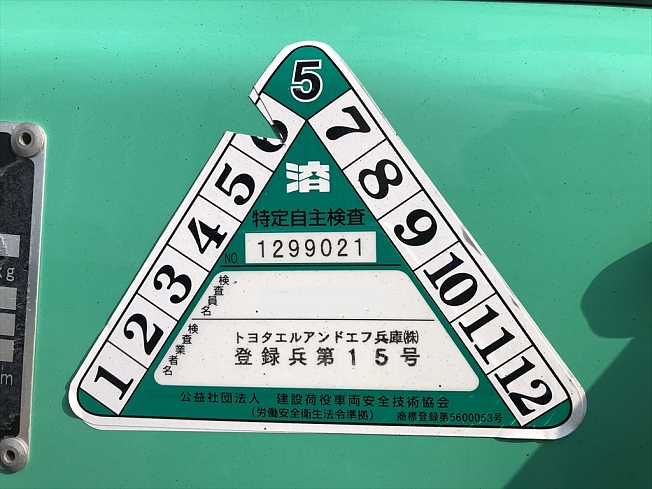 5
1 2 3 4 5 6
7 8 9 10 11 12
済
特定自主検査
NO 1299021
検査員名
検査業者名
トヨタエルアンドエフ兵庫㈱
登録兵第15号
公益社団法人 建設荷役車両安全技術協会
(労働安全衛生法令準拠) 商標登録第5600053号
kg
m